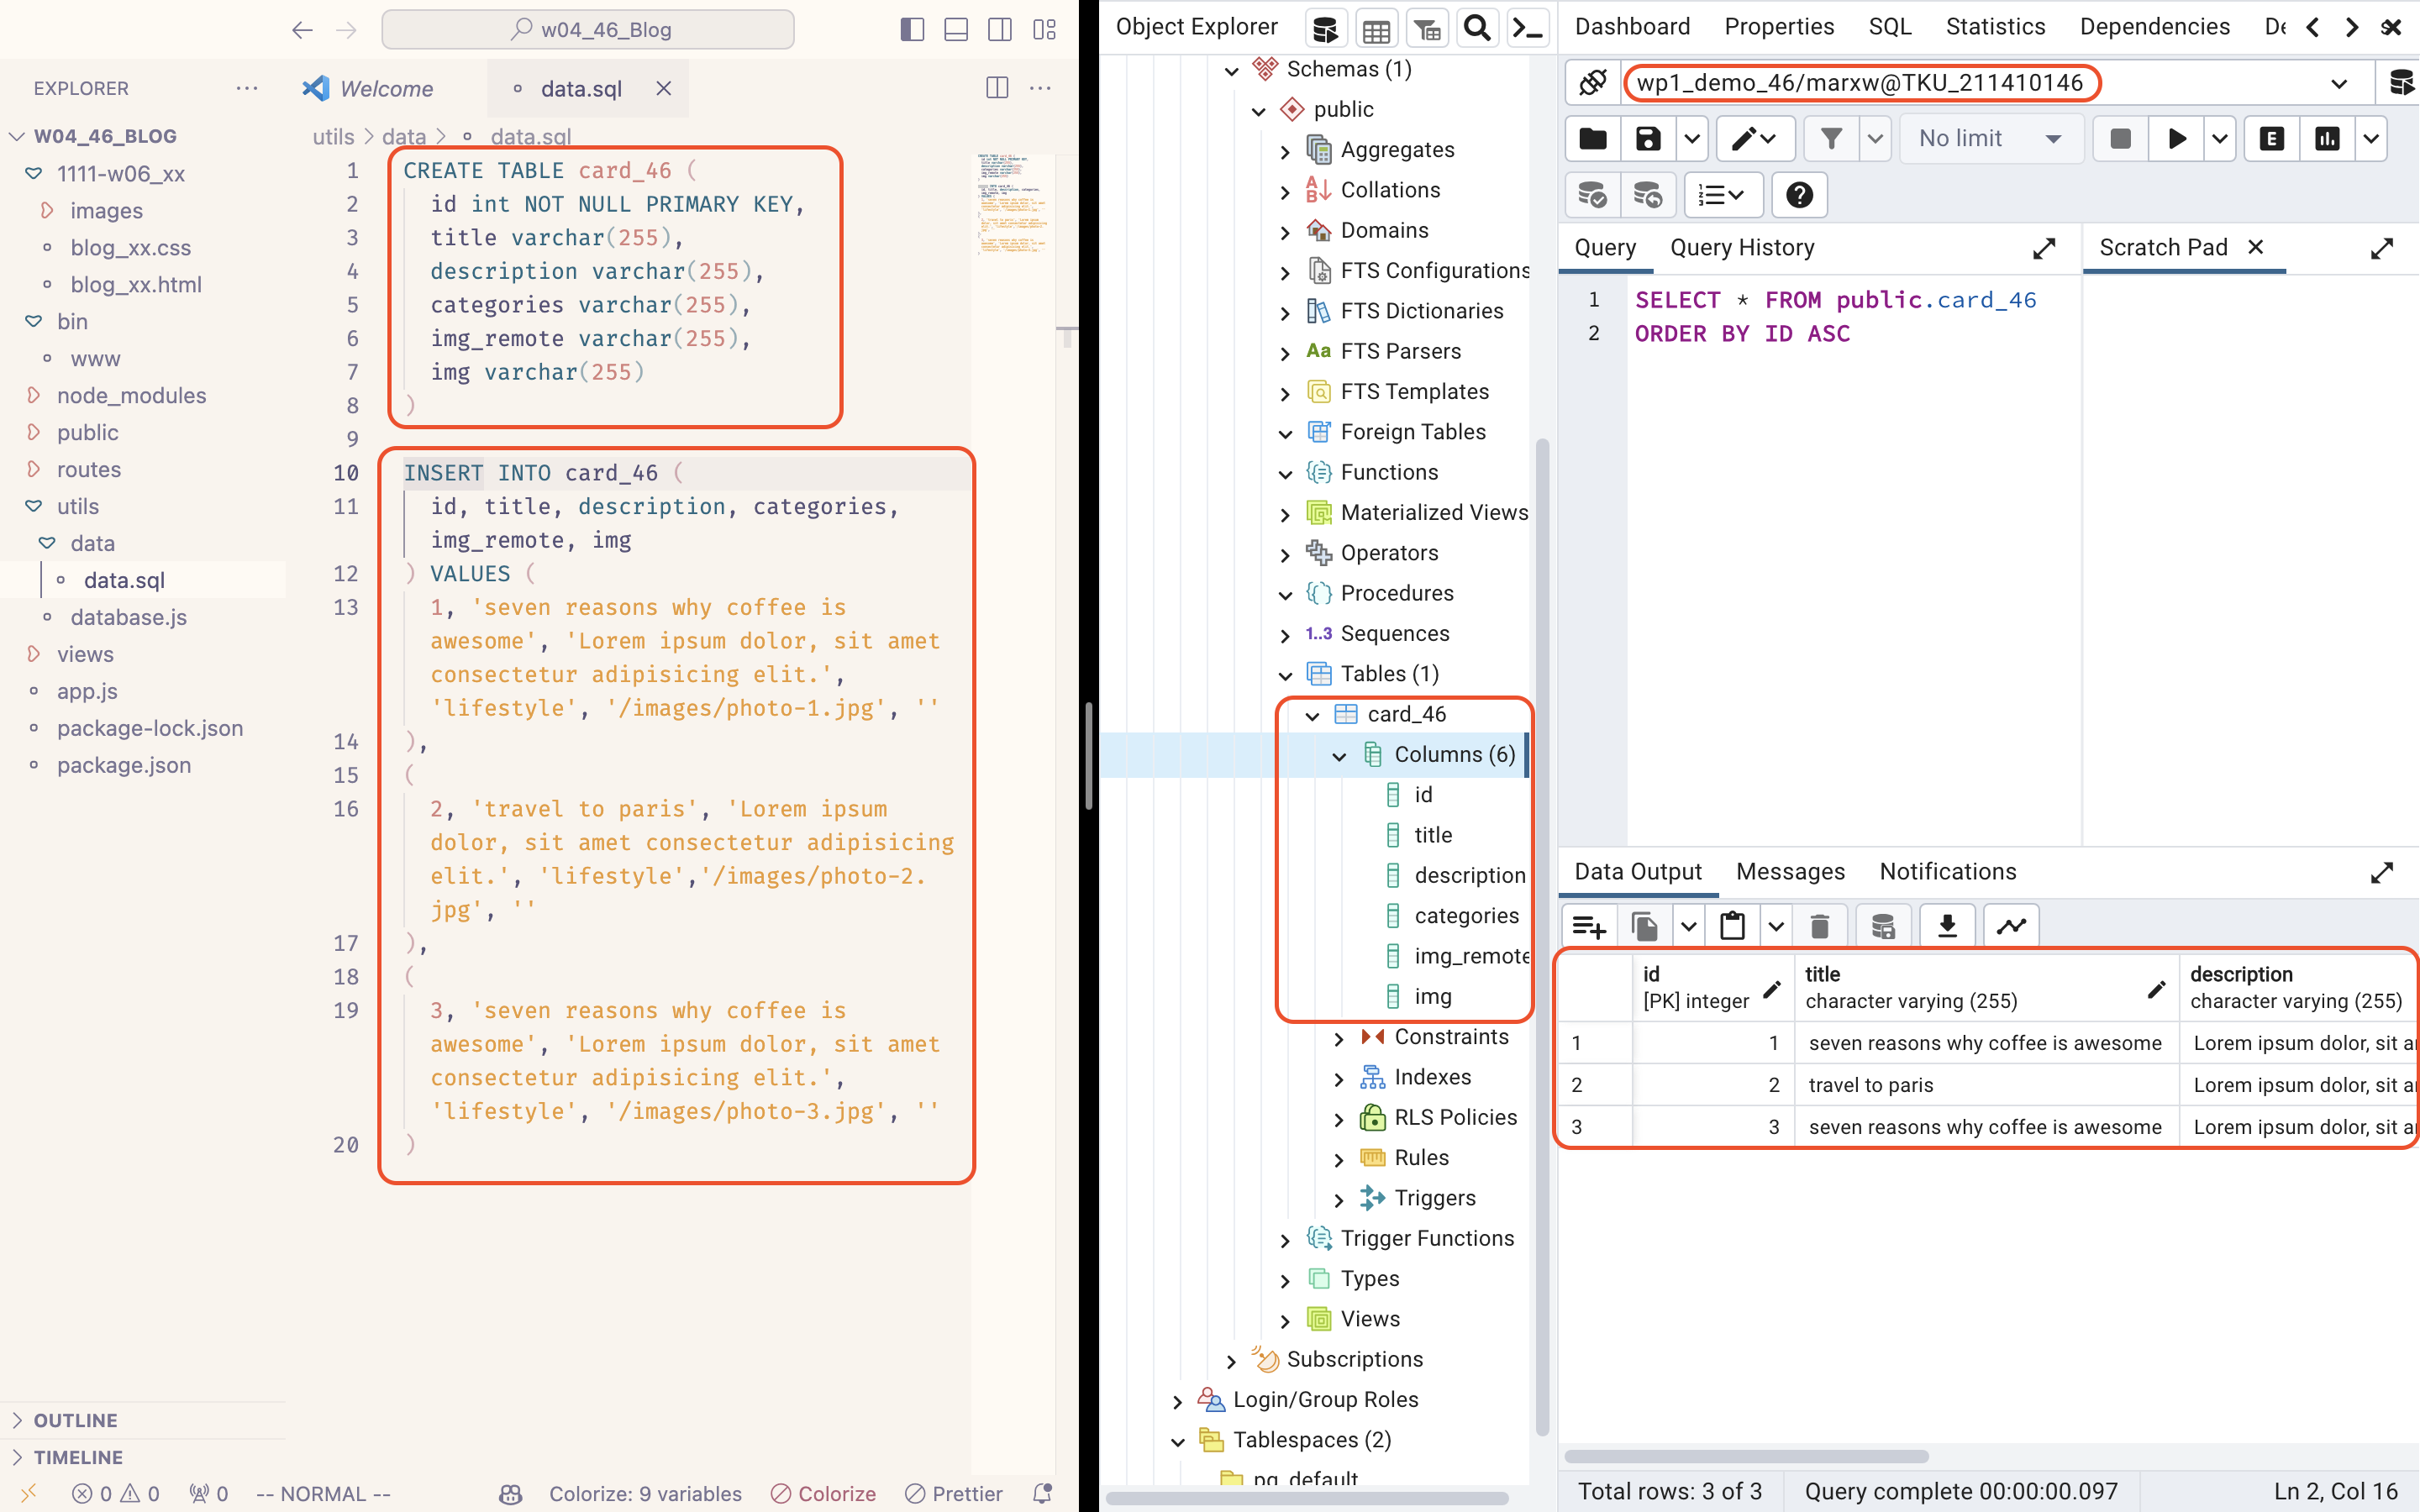 w04_46_Blog
EXPLORER
W04_46_BLOG
1111-w06_xx
images
blog_xx.css
blog_xx.html
bin
www
node_modules
public
routes
utils
data
data.sql
database.js
views
app.js
package-lock.json
package.json
OUTLINE
TIMELINE
Welcome
data.sql
utils > data > data.sql
1 CREATE TABLE card_46 (
2 id int NOT NULL PRIMARY KEY,
3 title varchar(255),
4 description varchar(255),
5 categories varchar(255),
6 img_remote varchar(255),
7 img varchar(255)
8 )
9
10 INSERT INTO card_46 (
11 id, title, description, categories,
img_remote, img
12 ) VALUES (
13 1, 'seven reasons why coffee is
awesome', 'Lorem ipsum dolor, sit amet
consectetur adipisicing elit.',
'lifestyle', '/images/photo-1.jpg', ''
14 ),
15 (
16 2, 'travel to paris', 'Lorem ipsum
dolor, sit amet consectetur adipisicing
elit.', 'lifestyle','/images/photo-2.
jpg', ''
17 ),
18 (
19 3, 'seven reasons why coffee is
awesome', 'Lorem ipsum dolor, sit amet
consectetur adipisicing elit.',
'lifestyle', '/images/photo-3.jpg', ''
20 )
0 0 0 -- NORMAL -- Colorize: 9 variables Colorize Prettier
Object Explorer
Schemas (1)
public
Aggregates
Collations
Domains
FTS Configurations
FTS Dictionaries
Aa FTS Parsers
FTS Templates
Foreign Tables
Functions
Materialized Views
Operators
Procedures
1..3 Sequences
Tables (1)
card_46
Columns (6)
id
title
description
categories
img_remote
img
Constraints
Indexes
RLS Policies
Rules
Triggers
Trigger Functions
Types
Views
Subscriptions
Login/Group Roles
Tablespaces (2)
pg_default
Dashboard Properties SQL Statistics Dependencies De
wp1_demo_46/marxw@TKU_211410146
No limit
E
Query Query History
Scratch Pad
1 SELECT * FROM public.card_46
2 ORDER BY ID ASC
Data Output Messages Notifications
id title description
[PK] integer character varying (255) character varying (255)
1 1 seven reasons why coffee is awesome Lorem ipsum dolor, sit a
2 2 travel to paris Lorem ipsum dolor, sit a
3 3 seven reasons why coffee is awesome Lorem ipsum dolor, sit a
Total rows: 3 of 3 Query complete 00:00:00.097 Ln 2, Col 16